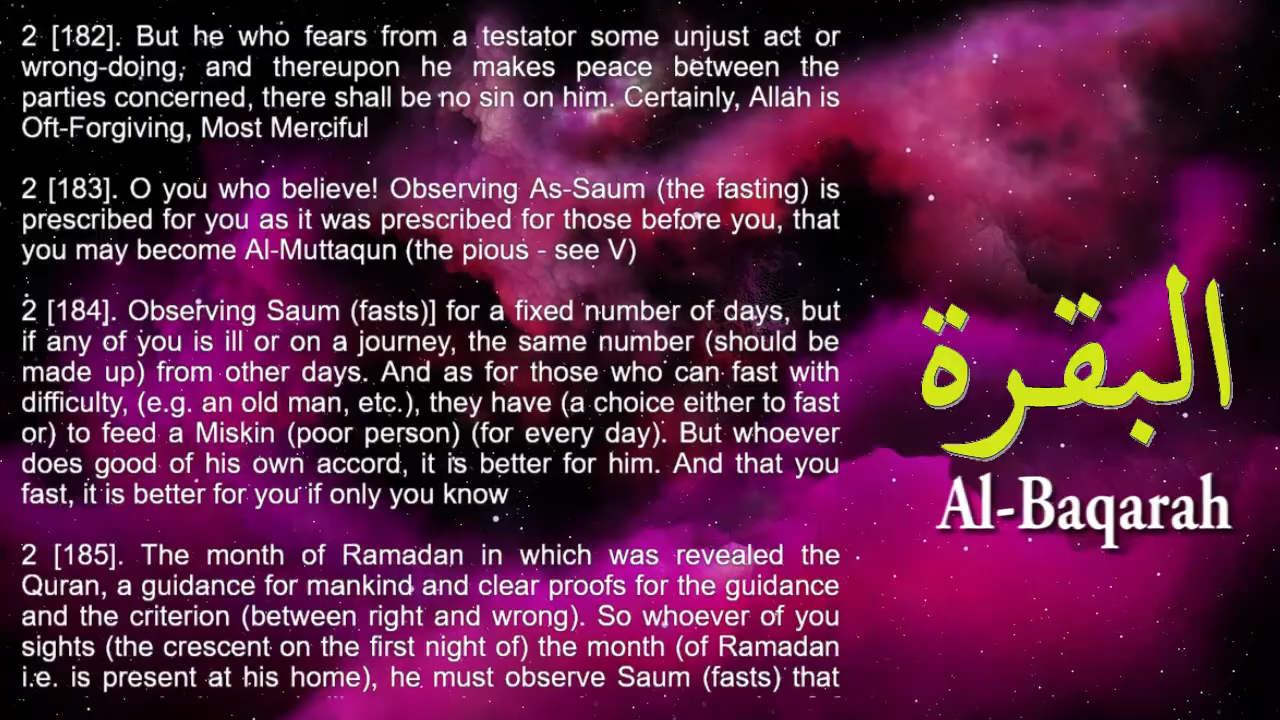 2 [182]. But he who fears from a testator some unjust act or
wrong-doing, and thereupon he makes peace between the
parties concerned, there shall be no sin on him. Certainly, Allah is
Oft-Forgiving, Most Merciful
2 [183]. O you who believe! Observing As-Saum (the fasting) is
prescribed for you as it was prescribed for those before you, that
you may become Al-Muttaqun (the pious - see V)
2 [184]. Observing Saum (fasts)] for a fixed number of days, but
if any of you is ill or on a journey, the same number (should be
made up) from other days. And as for those who can fast with
difficulty, (e.g. an old man, etc.), they have (a choice either to fast
or) to feed a Miskin (poor person) (for every day). But whoever
does good of his own accord, it is better for him. And that you
fast, it is better for you if only you know
2 [185]. The month of Ramadan in which was revealed the
Quran, a guidance for mankind and clear proofs for the guidance
and the criterion (between right and wrong). So whoever of you
sights (the crescent on the first night of) the month (of Ramadan
i.e. is present at his home), he must observe Saum (fasts) that
البقرة
Al-Baqarah